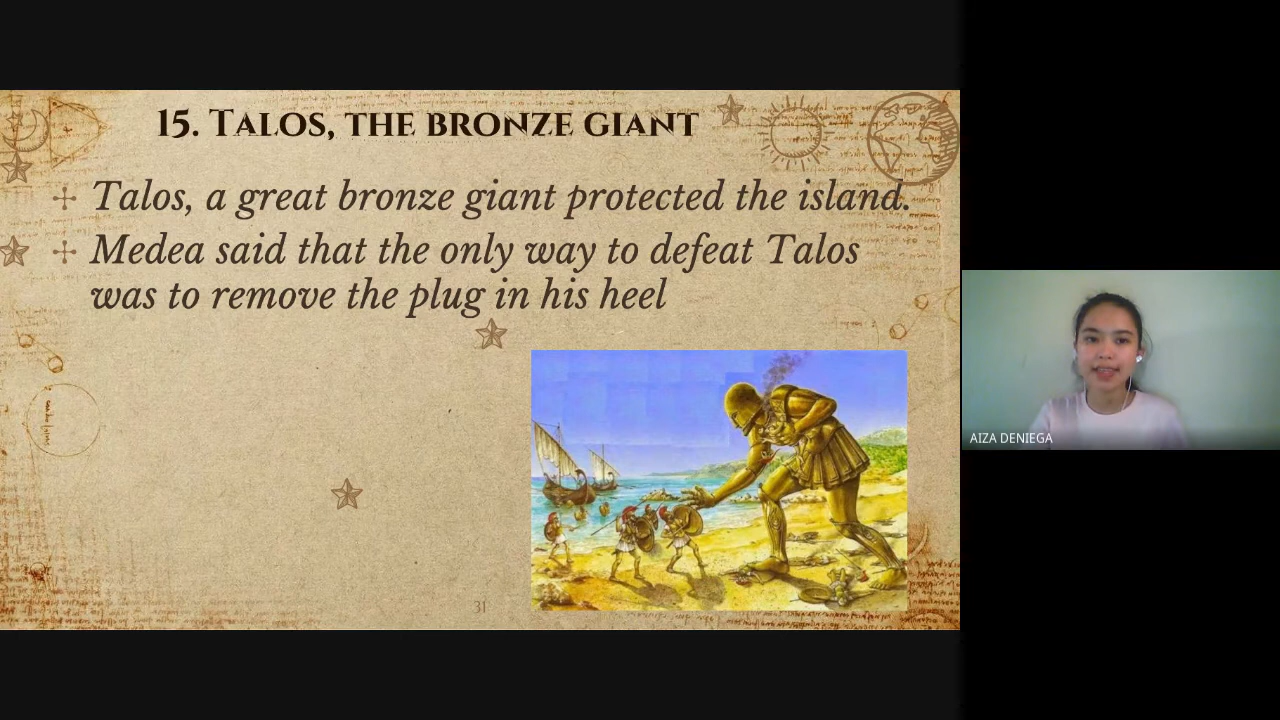 15. Talos, the bronze giant
Talos, a great bronze giant protected the island.
Medea said that the only way to defeat Talos
was to remove the plug in his heel
31
AIZA DENIEGA